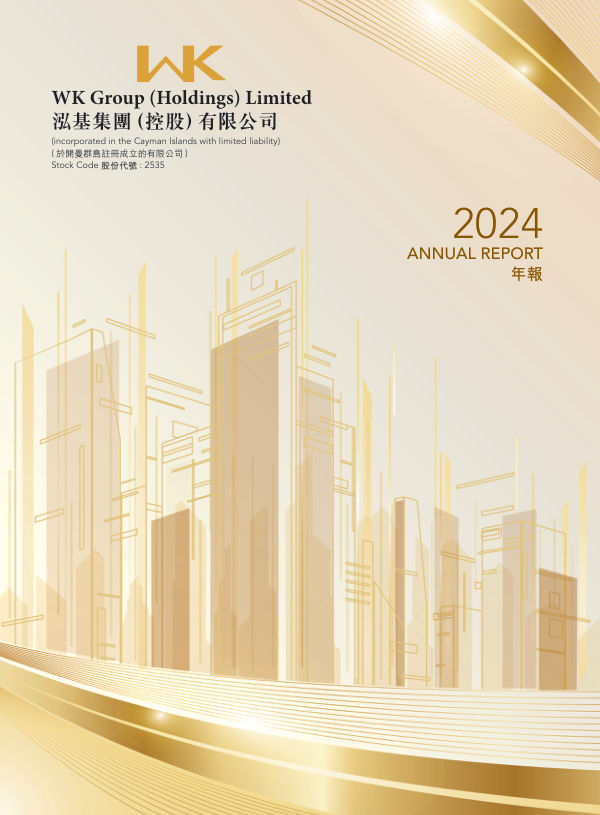 WK
WK Group (Holdings) Limited
泓基集團 (控股) 有限公司
(incorporated in the Cayman Islands with limited liability)
(於開曼群島註冊成立的有限公司)
Stock Code 股份代號 : 2535
2024
ANNUAL REPORT
年報